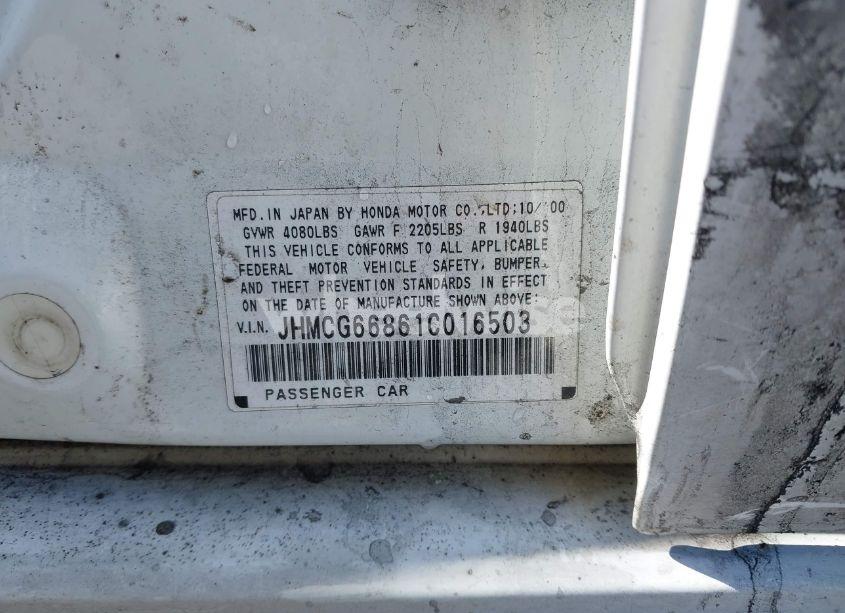 MFD. IN JAPAN BY HONDA MOTOR CO.,LTD; 10/'00
GVWR 4080LBS GAWR F 2205LBS R 1940LBS
THIS VEHICLE CONFORMS TO ALL APPLICABLE
FEDERAL MOTOR VEHICLE SAFETY, BUMPER,
AND THEFT PREVENTION STANDARDS IN EFFECT
ON THE DATE OF MANUFACTURE SHOWN ABOVE:
V.I.N. JHMCG66861C016503
PASSENGER CAR